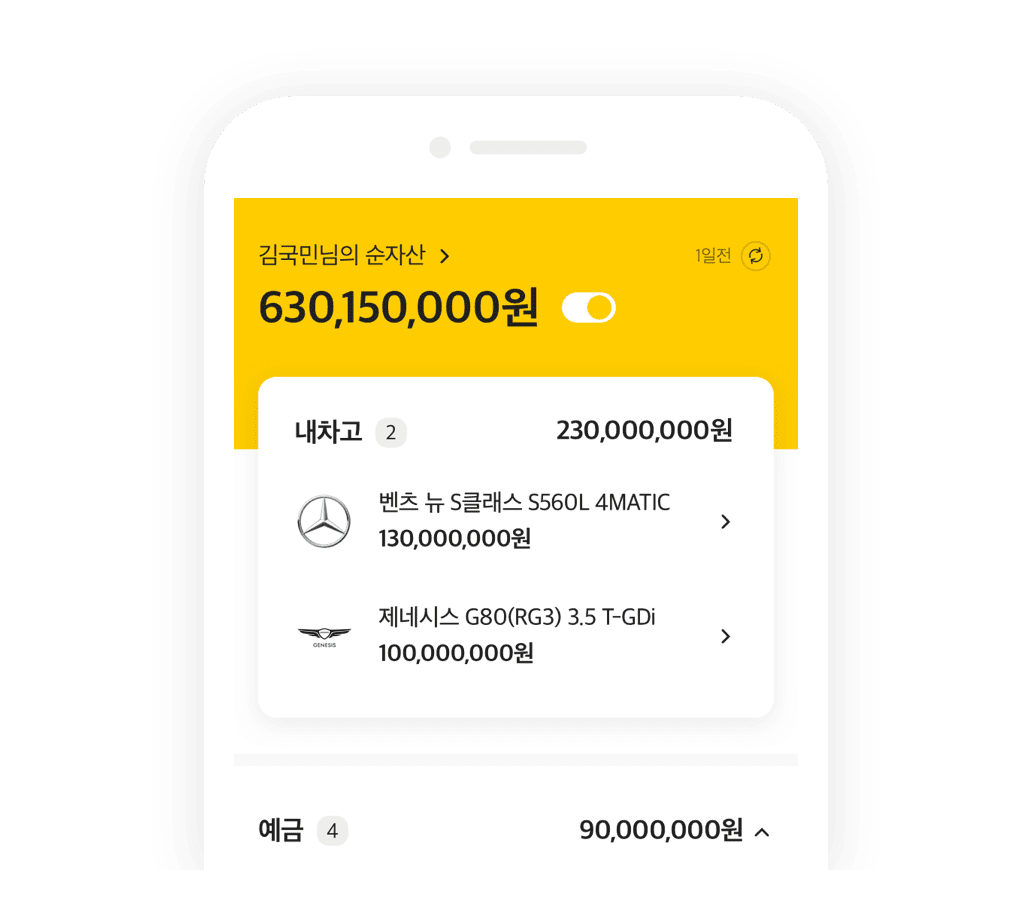 김국민님의 순자산
1일전
630,150,000원
내차고 2 230,000,000원
벤츠 뉴 S클래스 S560L 4MATIC
130,000,000원
제네시스 G80(RG3) 3.5 T-GDi
GENESIS
100,000,000원
예금 4 90,000,000원